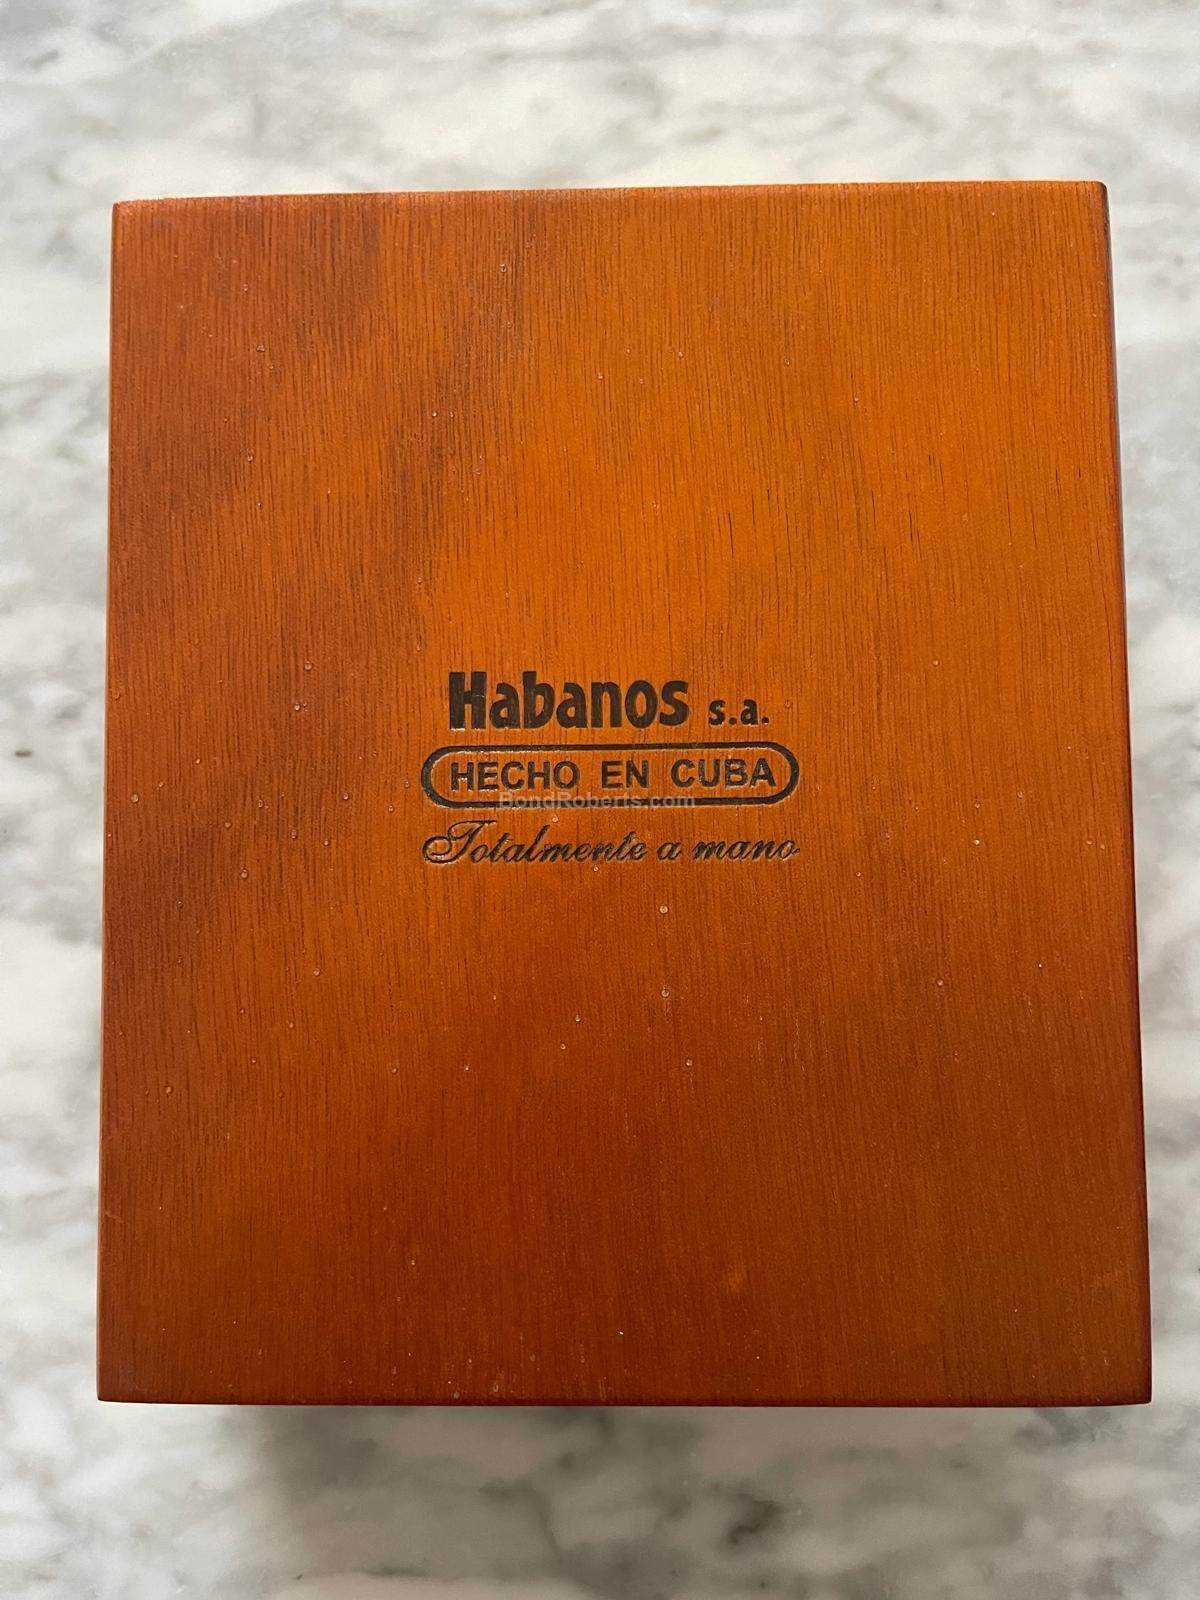 Habanos s.a.
HECHO EN CUBA
BondRoberts.com
Totalmente a mano